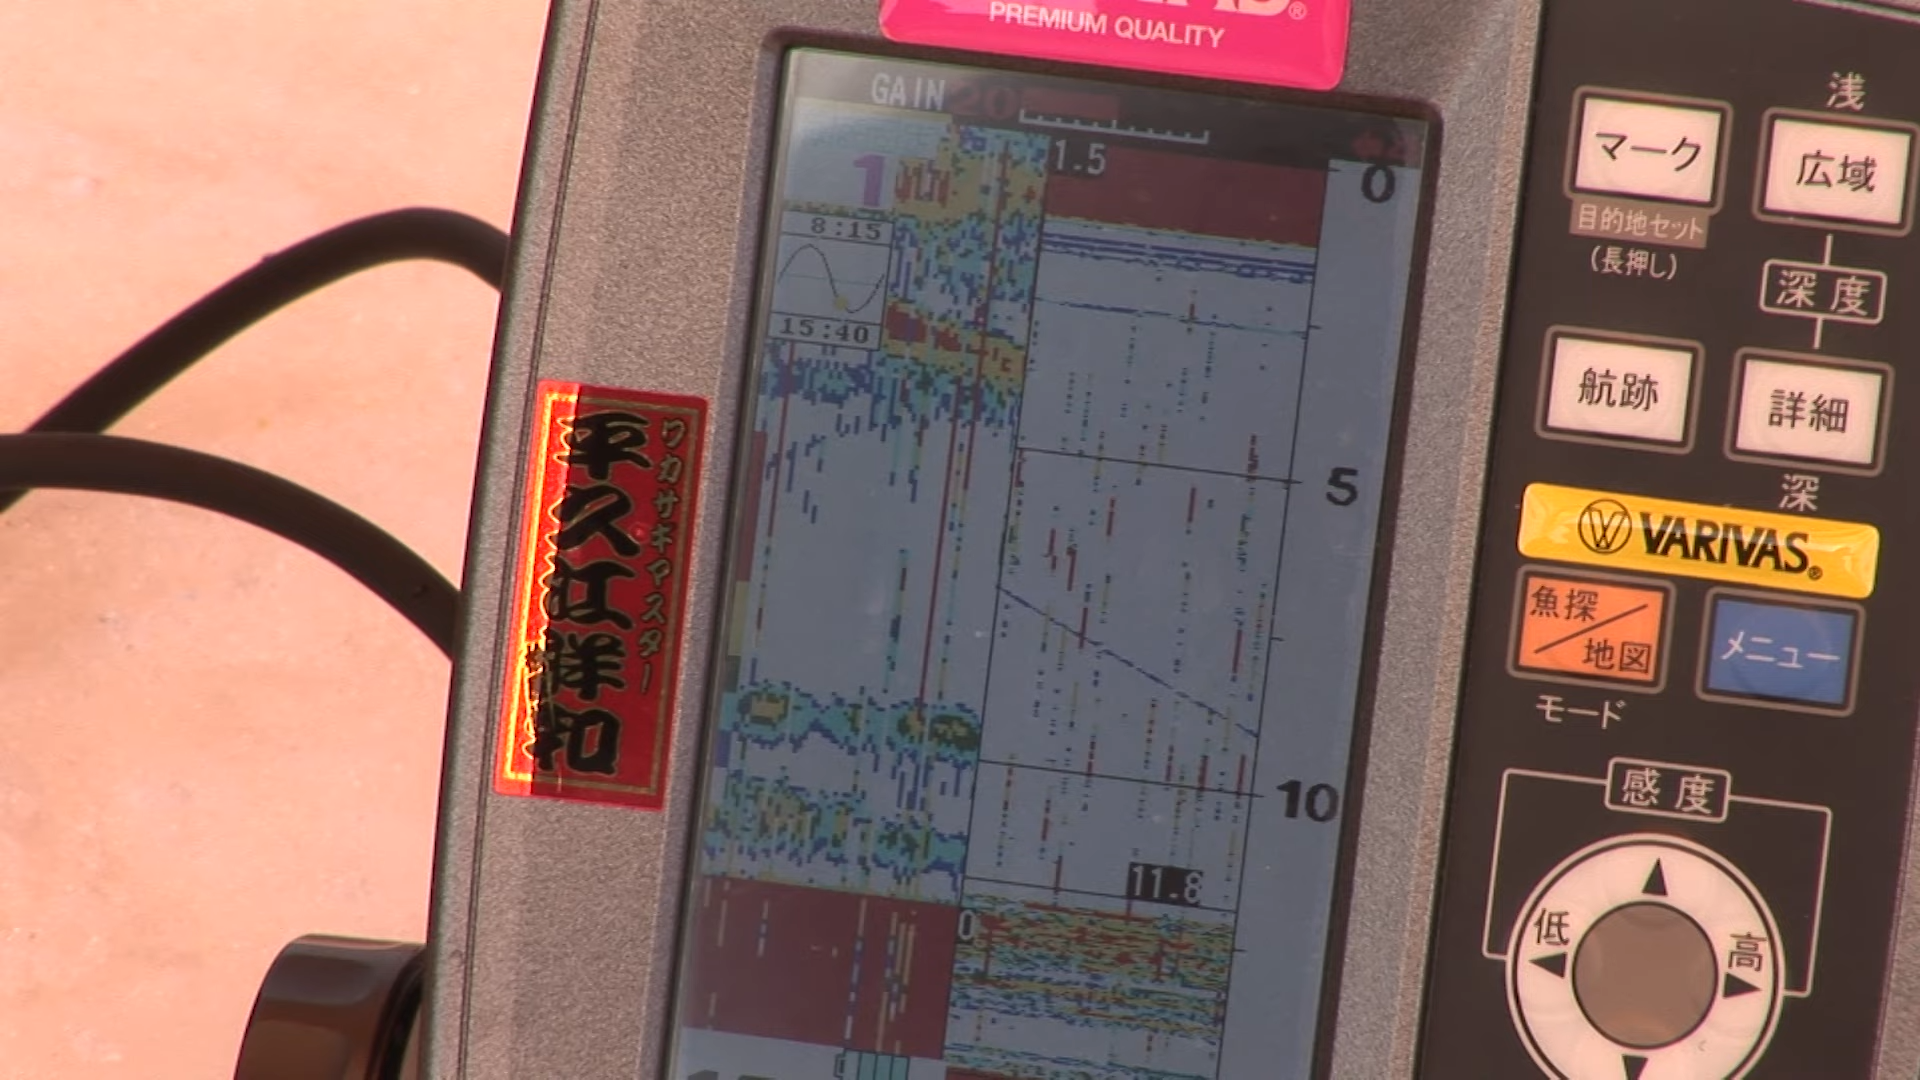 PREMIUM QUALITY
GAIN 20
1.5
0
1
8:15
15:40
5
10
11.8
0
ワカサギマスター
平久江洋和
マーク
目的地セット
(長押し)
浅
広域
深度
航跡
詳細
深
VARIVAS®
魚探/地図
メニュー
モード
感度
低
高